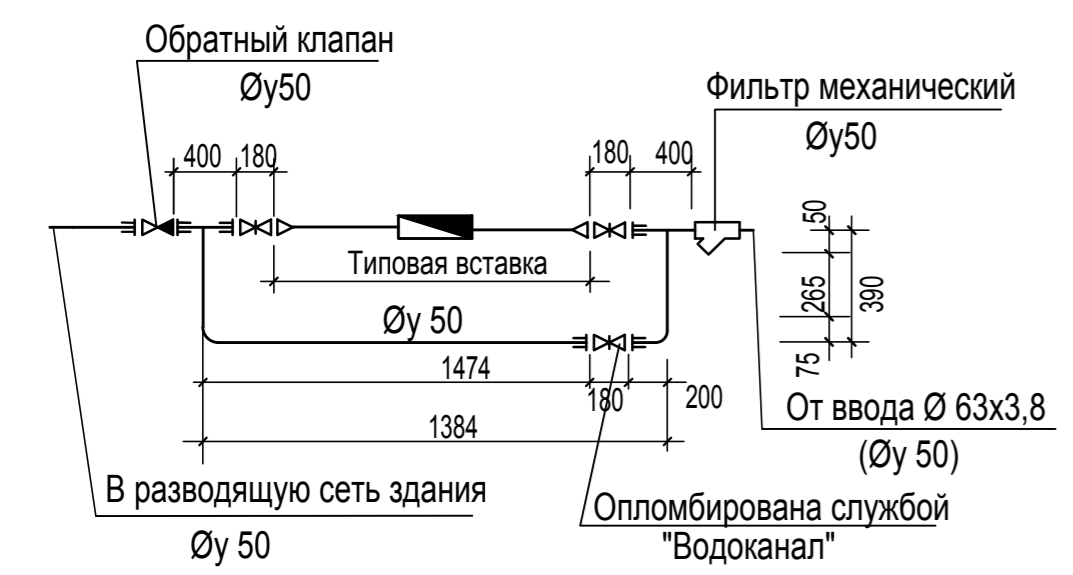 Обратный клапан
Øу50
Фильтр механический
Øу50
400
180
180
400
50
Типовая вставка
265
390
Øу 50
1474
75
180
200
От ввода Ø 63х3,8
1384
(Øу 50)
В разводящую сеть здания
Опломбирована службой
Øу 50
"Водоканал"